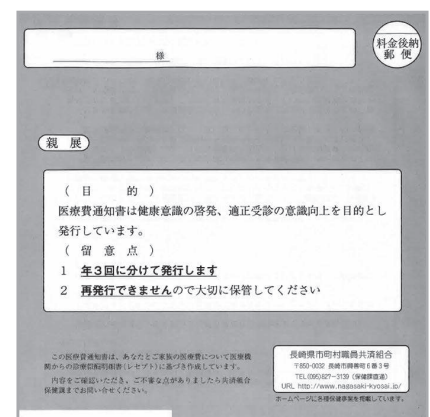 様
料金後納
郵便
親展
(目的)
医療費通知書は健康意識の啓発、適正受診の意識向上を目的とし
発行しています。
(留意点)
1 年3回に分けて発行します
2 再発行できませんので大切に保管してください
この医療費通知書は、あなたとご家族の医療費について医療機
関からの診療報酬明細書(レセプト)に基づき作成しています。
内容をご確認いただき、ご不審な点がありましたら共済組合
保健課までお問い合せください。
長崎県市町村職員共済組合
〒850-0032 長崎市興善町6番3号
TEL(095)827-3139(保健課直通)
URL http://www.nagasaki-kyosai.jp/
ホームページに各種保健事業を掲載しています。